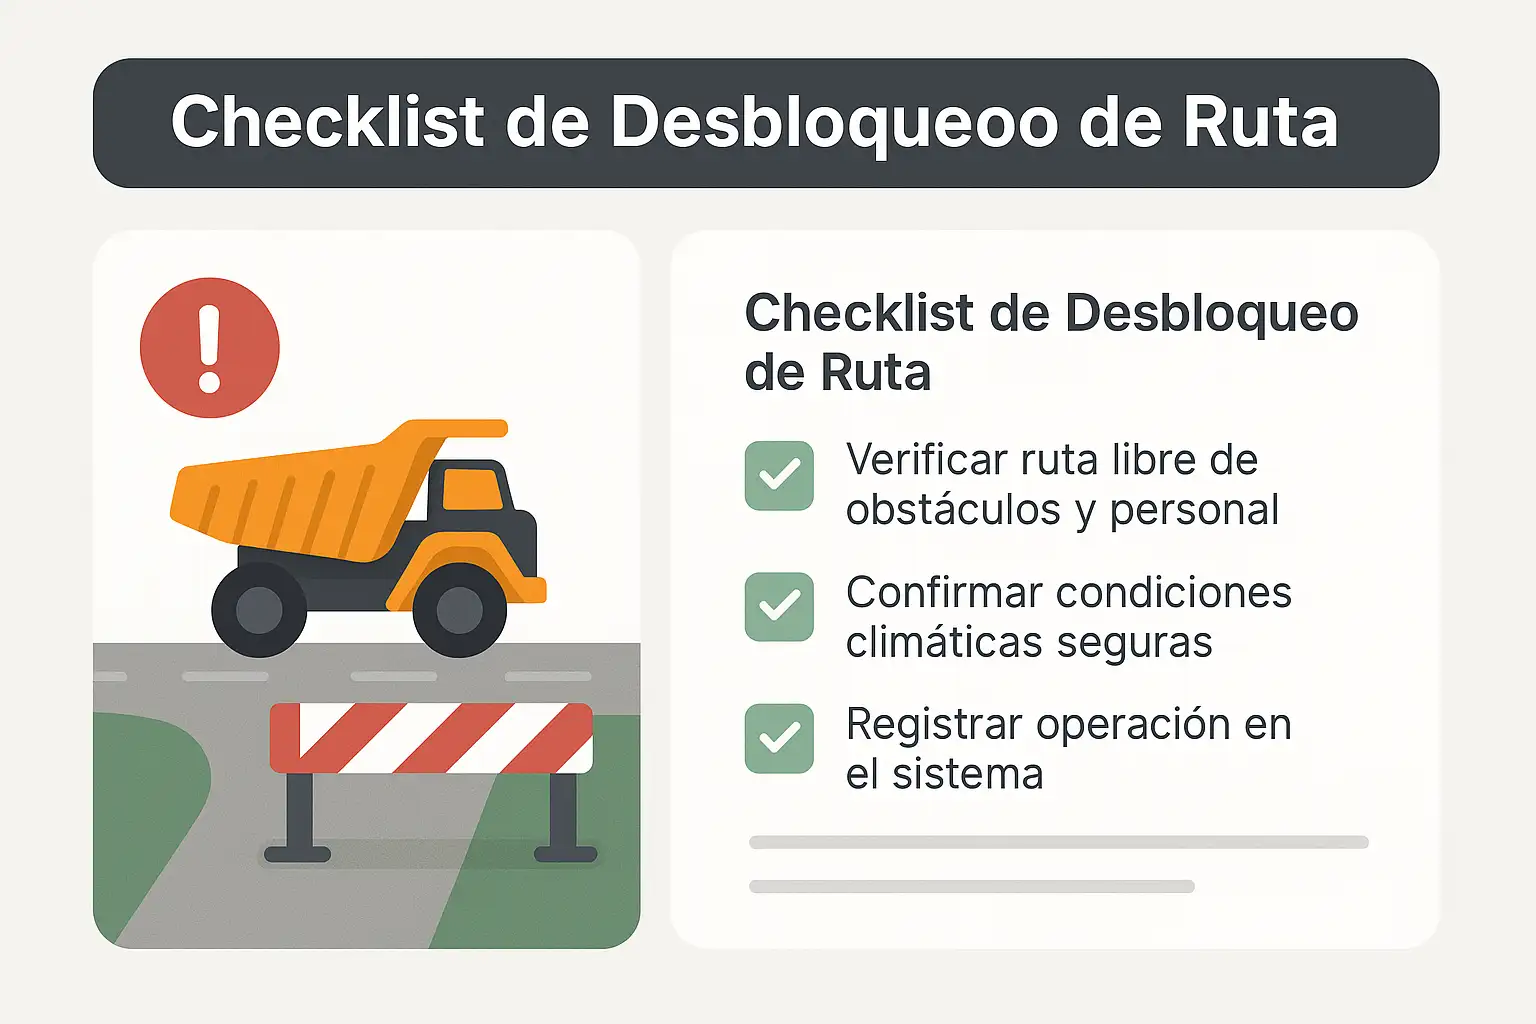 Checklist de Desbloqueoo de Ruta
Checklist de Desbloqueo
de Ruta
Verificar ruta libre de
obstáculos y personal
Confirmar condiciones
climáticas seguras
Registrar operación en
el sistema